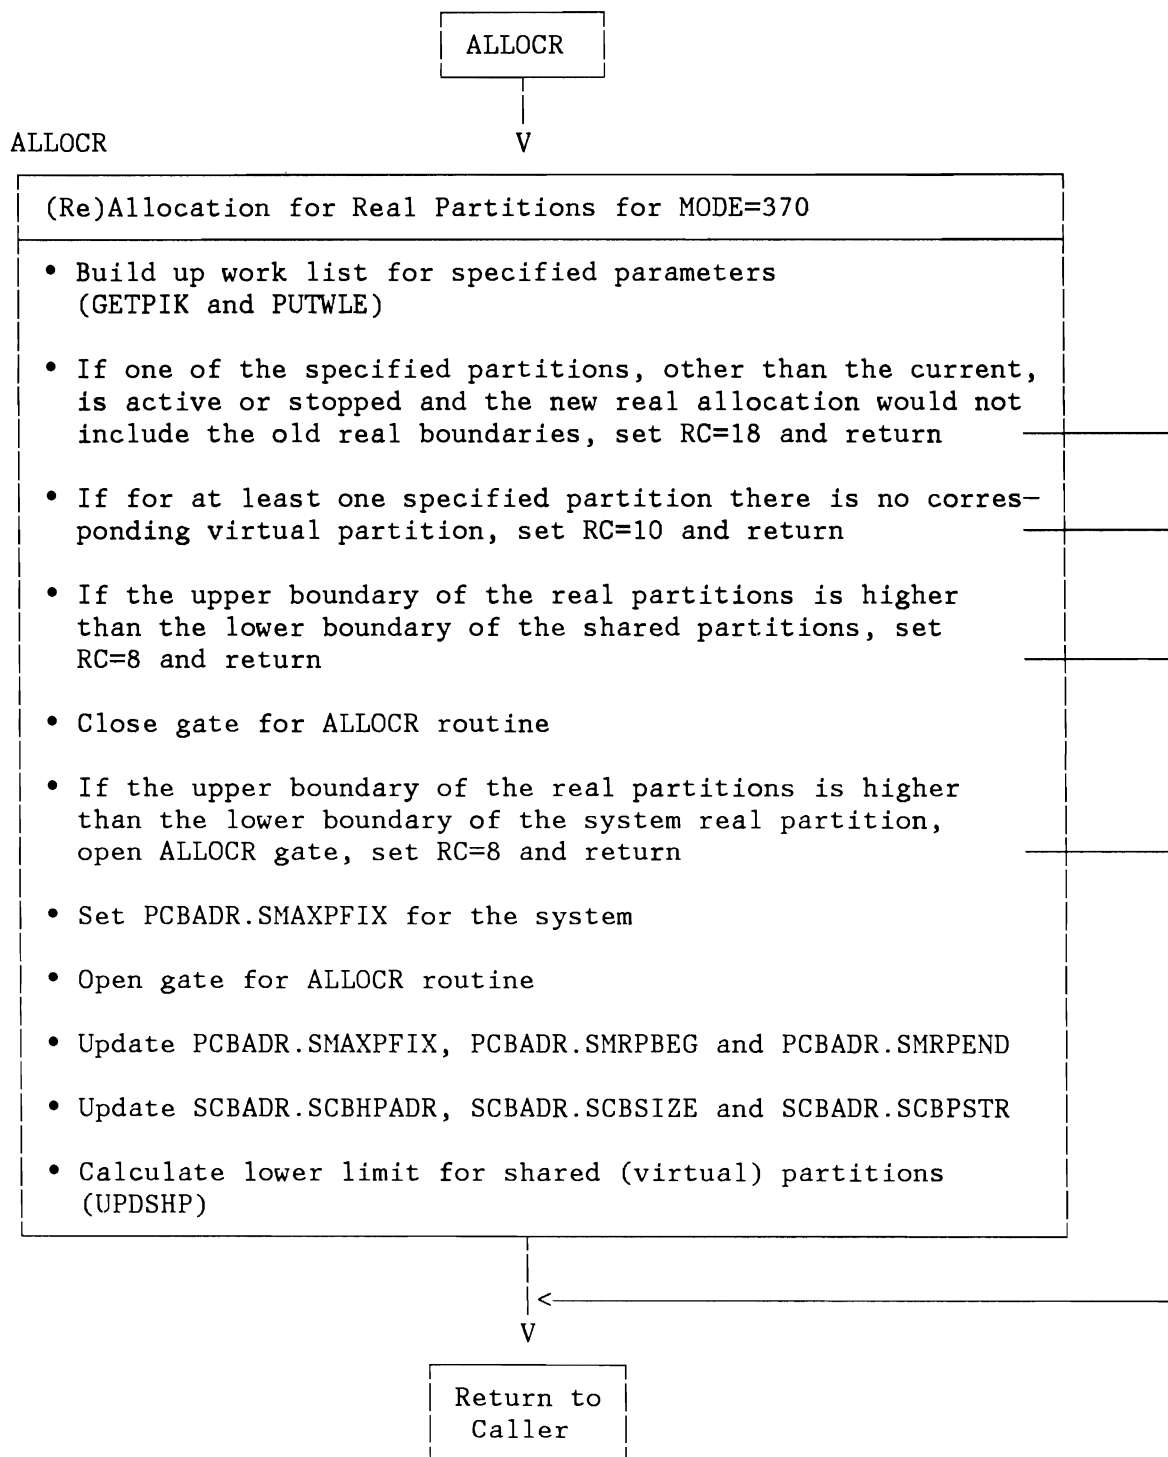 ALLOCR
ALLOCR
V
(Re)Allocation for Real Partitions for MODE=370
• Build up work list for specified parameters
(GETPIK and PUTWLE)
• If one of the specified partitions, other than the current,
is active or stopped and the new real allocation would not
include the old real boundaries, set RC=18 and return
• If for at least one specified partition there is no corres-
ponding virtual partition, set RC=10 and return
• If the upper boundary of the real partitions is higher
than the lower boundary of the shared partitions, set
RC=8 and return
• Close gate for ALLOCR routine
• If the upper boundary of the real partitions is higher
than the lower boundary of the system real partition,
open ALLOCR gate, set RC=8 and return
• Set PCBADR.SMAXPFIX for the system
• Open gate for ALLOCR routine
• Update PCBADR.SMAXPFIX, PCBADR.SMRPBEG and PCBADR.SMRPEND
• Update SCBADR.SCBHPADR, SCBADR.SCBSIZE and SCBADR.SCBPSTR
• Calculate lower limit for shared (virtual) partitions
(UPDSHP)
<
V
Return to
Caller